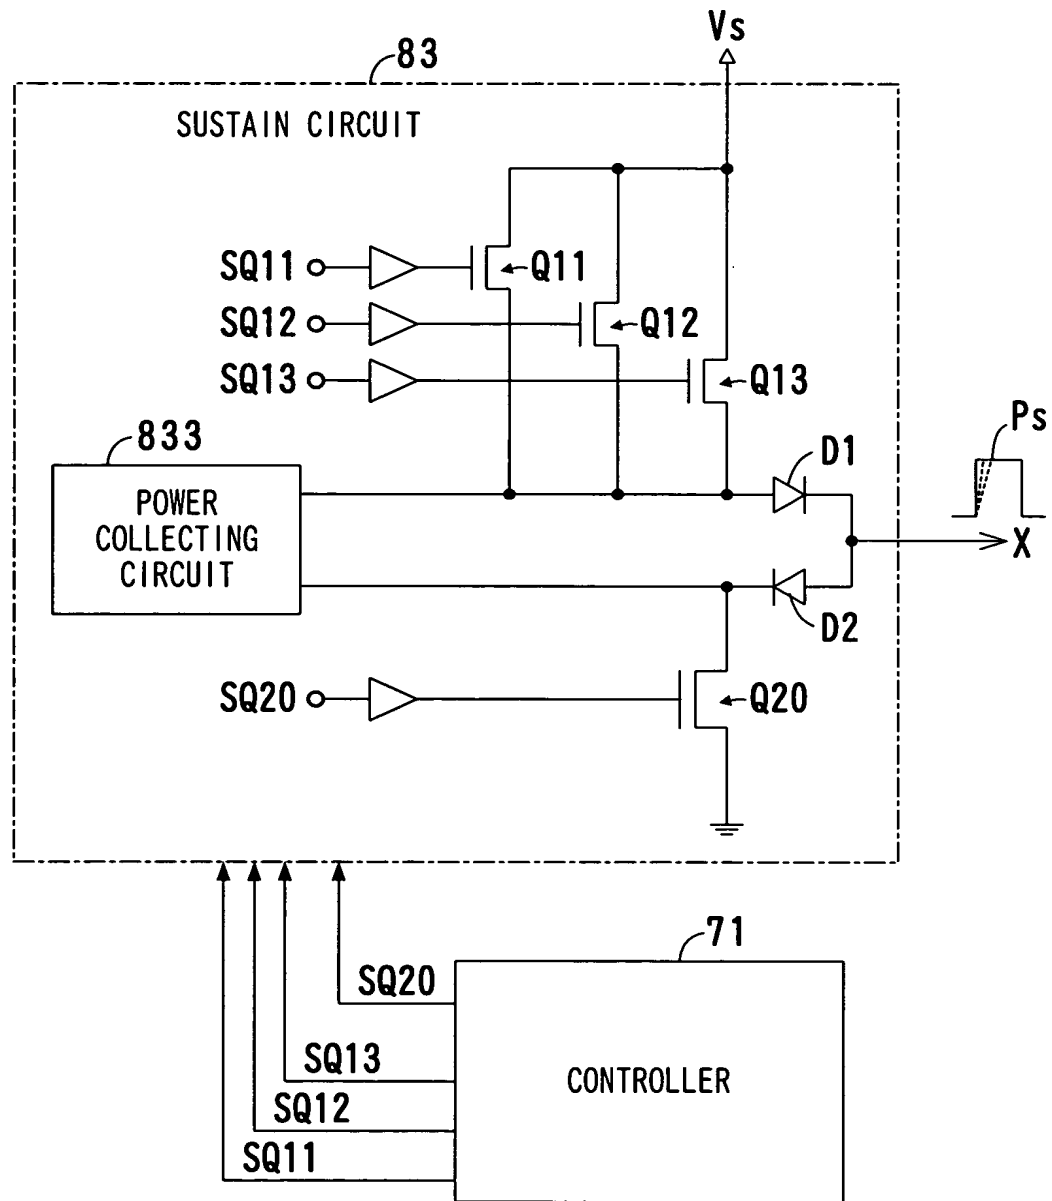 Vs
83
SUSTAIN CIRCUIT
SQ11
Q11
SQ12
Q12
SQ13
Q13
Ps
833
D1
POWER
COLLECTING
CIRCUIT
X
D2
SQ20
Q20
71
SQ20
SQ13
CONTROLLER
SQ12
SQ11